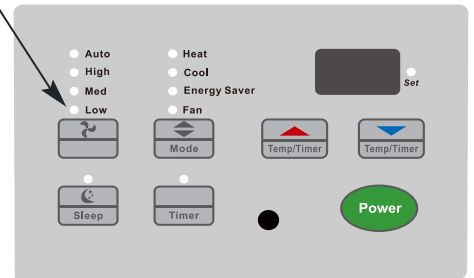 Auto
High
Med
Low
Heat
Cool
Energy Saver
Fan
Set
Mode
Temp/Timer
Temp/Timer
Sleep
Timer
Power